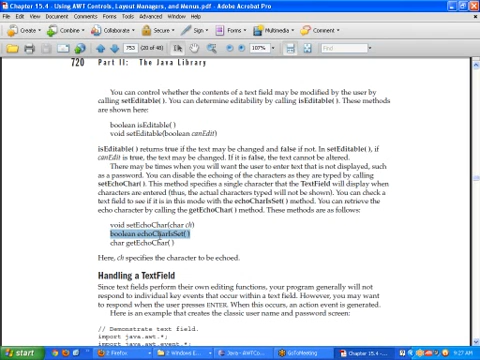 Chapter 15.4 - Using AWT Controls, Layout Managers, and Menus.pdf - Adobe Acrobat Pro
File Edit View Document Comments Forms Tools Advanced Window Help
Create Combine Collaborate Secure Sign Forms Multimedia Comment
753 (20 of 48) 107% Find
720 Part II: The Java Library
You can control whether the contents of a text field may be modified by the user by
calling setEditable( ). You can determine editability by calling isEditable( ). These methods
are shown here:
boolean isEditable( )
void setEditable(boolean canEdit)
isEditable( ) returns true if the text may be changed and false if not. In setEditable( ), if
canEdit is true, the text may be changed. If it is false, the text cannot be altered.
There may be times when you will want the user to enter text that is not displayed, such
as a password. You can disable the echoing of the characters as they are typed by calling
setEchoChar( ). This method specifies a single character that the TextField will display when
characters are entered (thus, the actual characters typed will not be shown). You can check a
text field to see if it is in this mode with the echoCharIsSet( ) method. You can retrieve the
echo character by calling the getEchoChar( ) method. These methods are as follows:
void setEchoChar(char ch)
boolean echoCharIsSet( )
char getEchoChar( )
Here, ch specifies the character to be echoed.
Handling a TextField
Since text fields perform their own editing functions, your program generally will not
respond to individual key events that occur within a text field. However, you may want
to respond when the user presses ENTER. When this occurs, an action event is generated.
Here is an example that creates the classic user name and password screen:
// Demonstrate text field.
import java.awt.*;
import java.awt.event.*;
start Firefox 2 Windows E... Java - AWTCo... GoToMeeting Chapter 15.4 - ... 9:27 AM